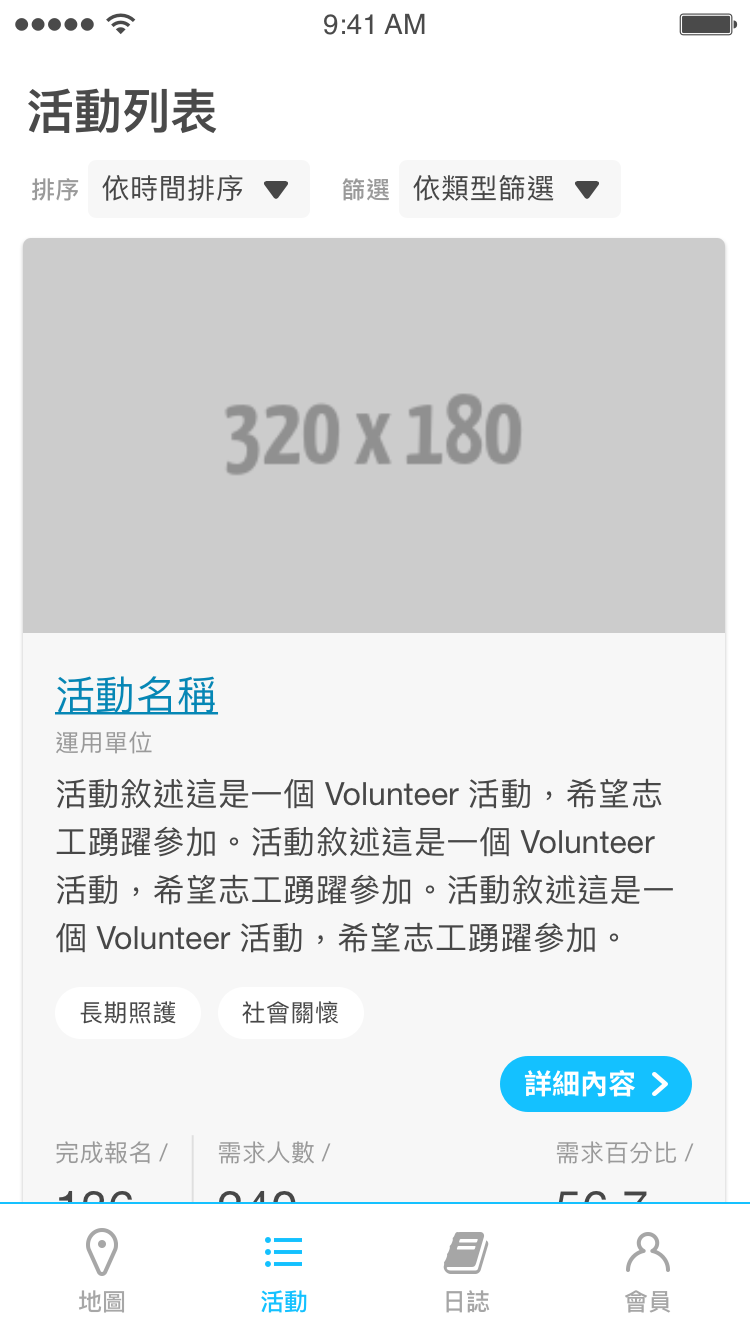 9:41 AM
活動列表
排序 依時間排序 篩選 依類型篩選
320 x 180
活動名稱
運用單位
活動敘述這是一個 Volunteer 活動，希望志
工踴躍參加。活動敘述這是一個 Volunteer
活動，希望志工踴躍參加。活動敘述這是一
個 Volunteer 活動，希望志工踴躍參加。
長期照護 社會關懷
詳細內容
完成報名 / 需求人數 / 需求百分比 /
地圖 活動 日誌 會員